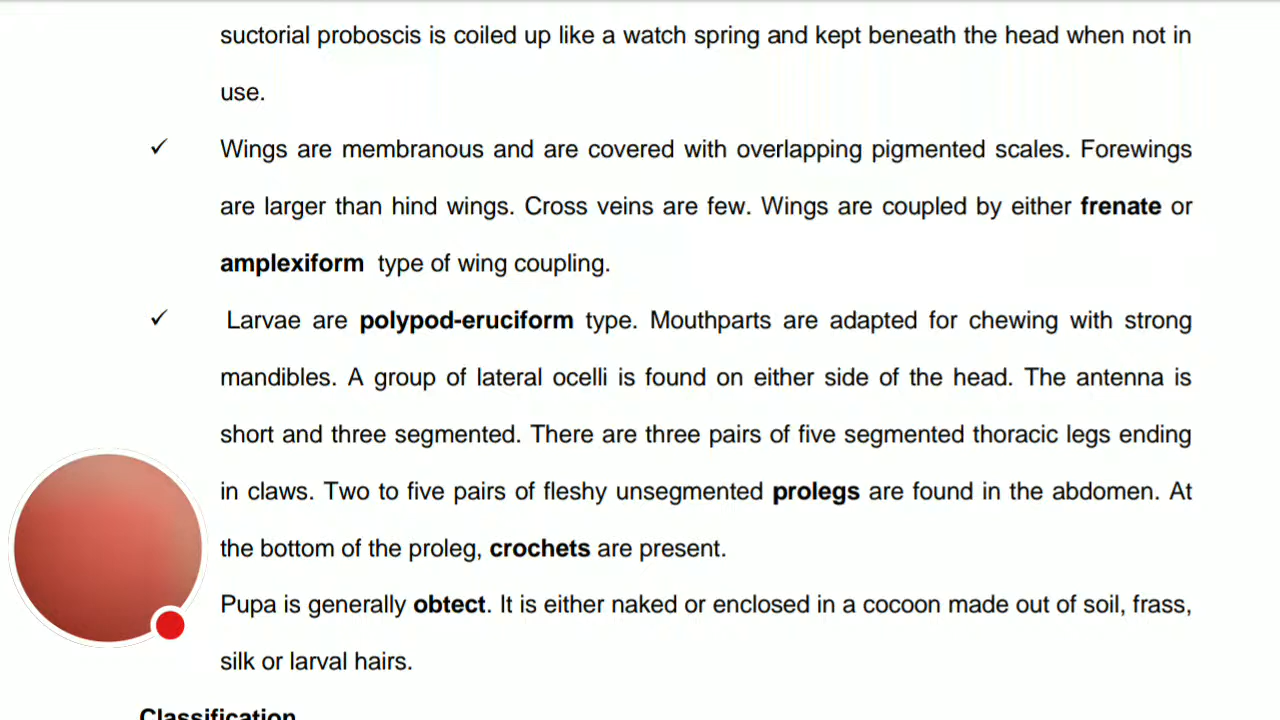 suctorial proboscis is coiled up like a watch spring and kept beneath the head when not in
use.
✓ Wings are membranous and are covered with overlapping pigmented scales. Forewings
are larger than hind wings. Cross veins are few. Wings are coupled by either frenate or
amplexiform type of wing coupling.
✓ Larvae are polypod-eruciform type. Mouthparts are adapted for chewing with strong
mandibles. A group of lateral ocelli is found on either side of the head. The antenna is
short and three segmented. There are three pairs of five segmented thoracic legs ending
in claws. Two to five pairs of fleshy unsegmented prolegs are found in the abdomen. At
the bottom of the proleg, crochets are present.
Pupa is generally obtect. It is either naked or enclosed in a cocoon made out of soil, frass,
silk or larval hairs.
Classification